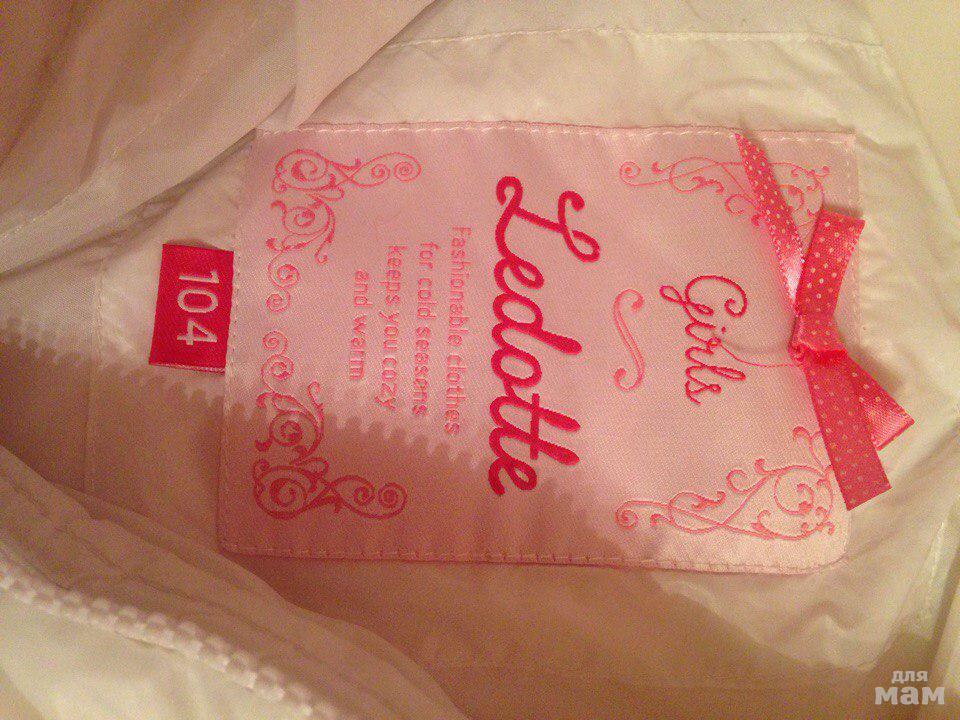 Girls
Ledotte
Fashionable clothes
for cold seasons
keeps you cozy
and warm
104
для
мам